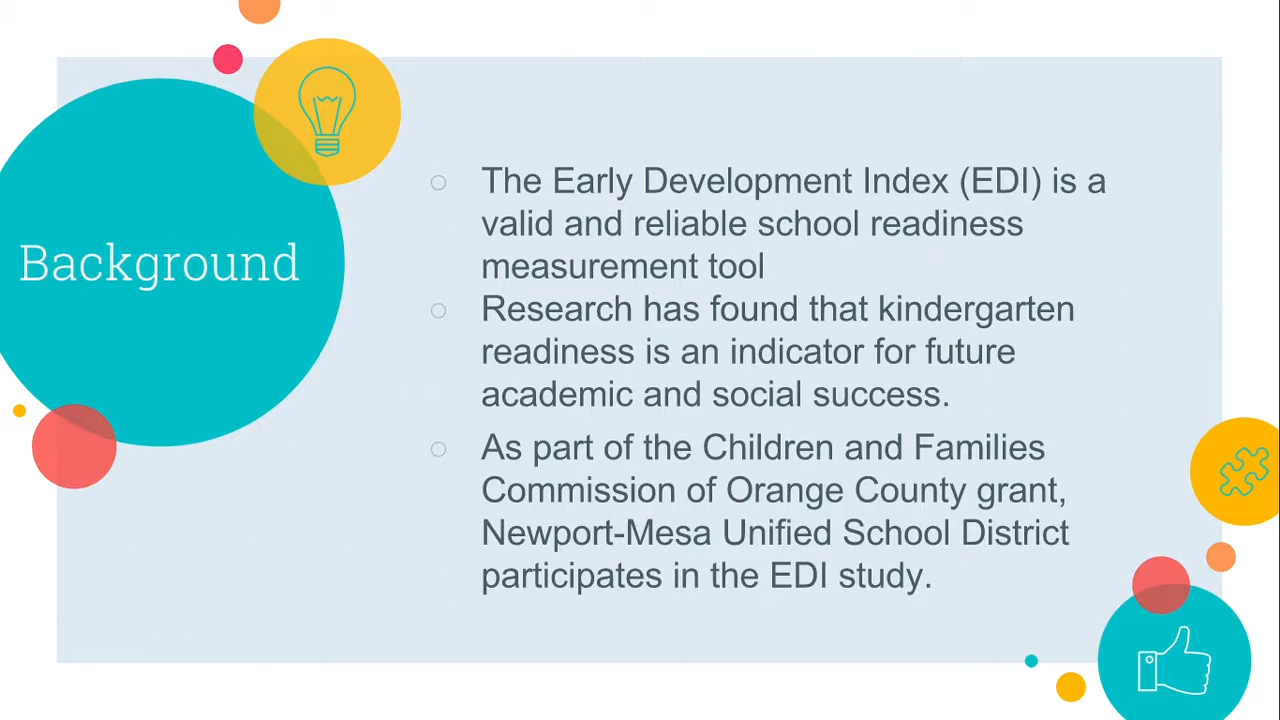 Background
○ The Early Development Index (EDI) is a
valid and reliable school readiness
measurement tool
○ Research has found that kindergarten
readiness is an indicator for future
academic and social success.
○ As part of the Children and Families
Commission of Orange County grant,
Newport-Mesa Unified School District
participates in the EDI study.